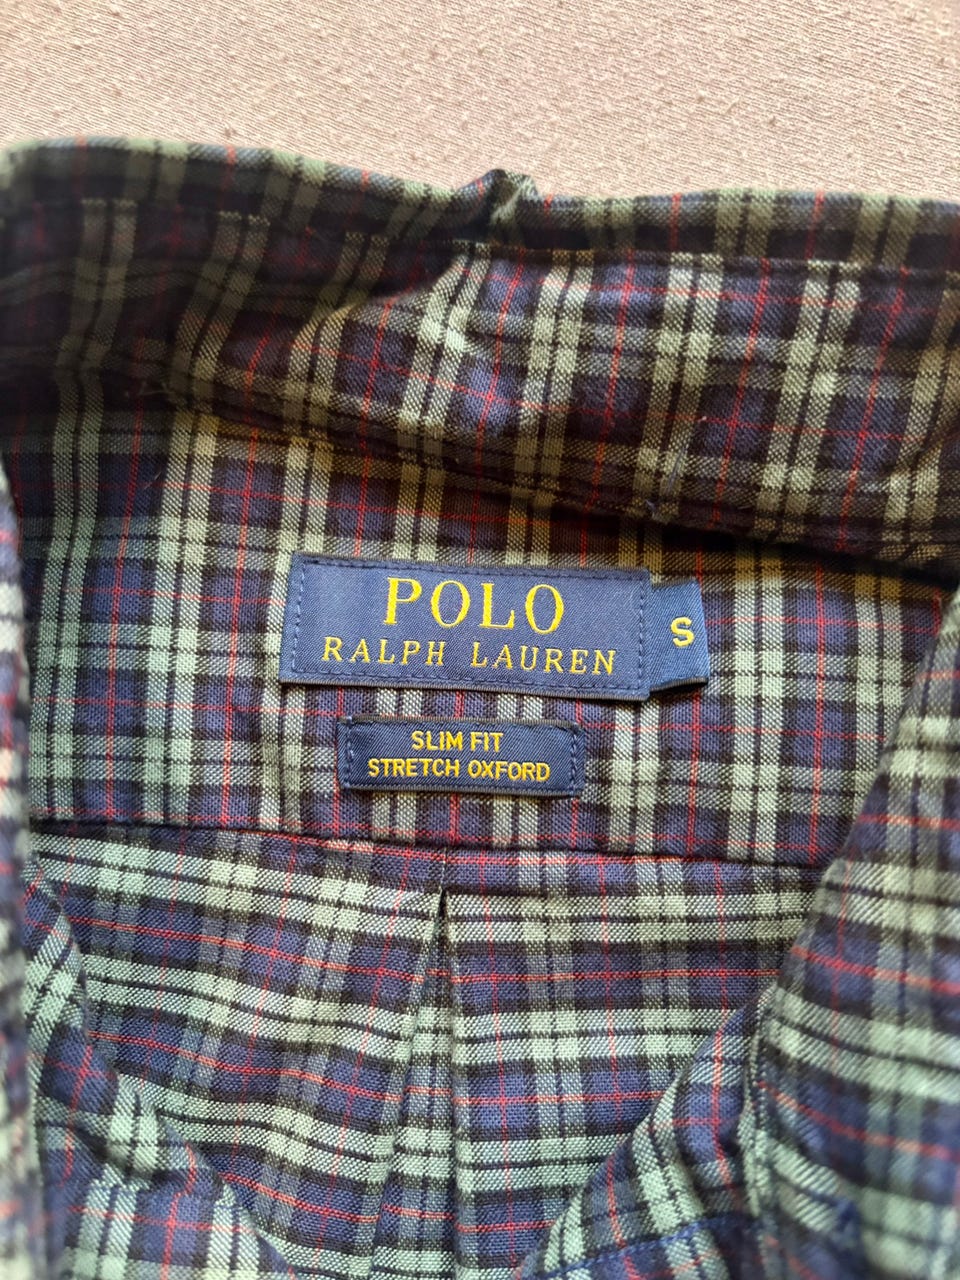 POLO
RALPH LAUREN
S
SLIM FIT
STRETCH OXFORD